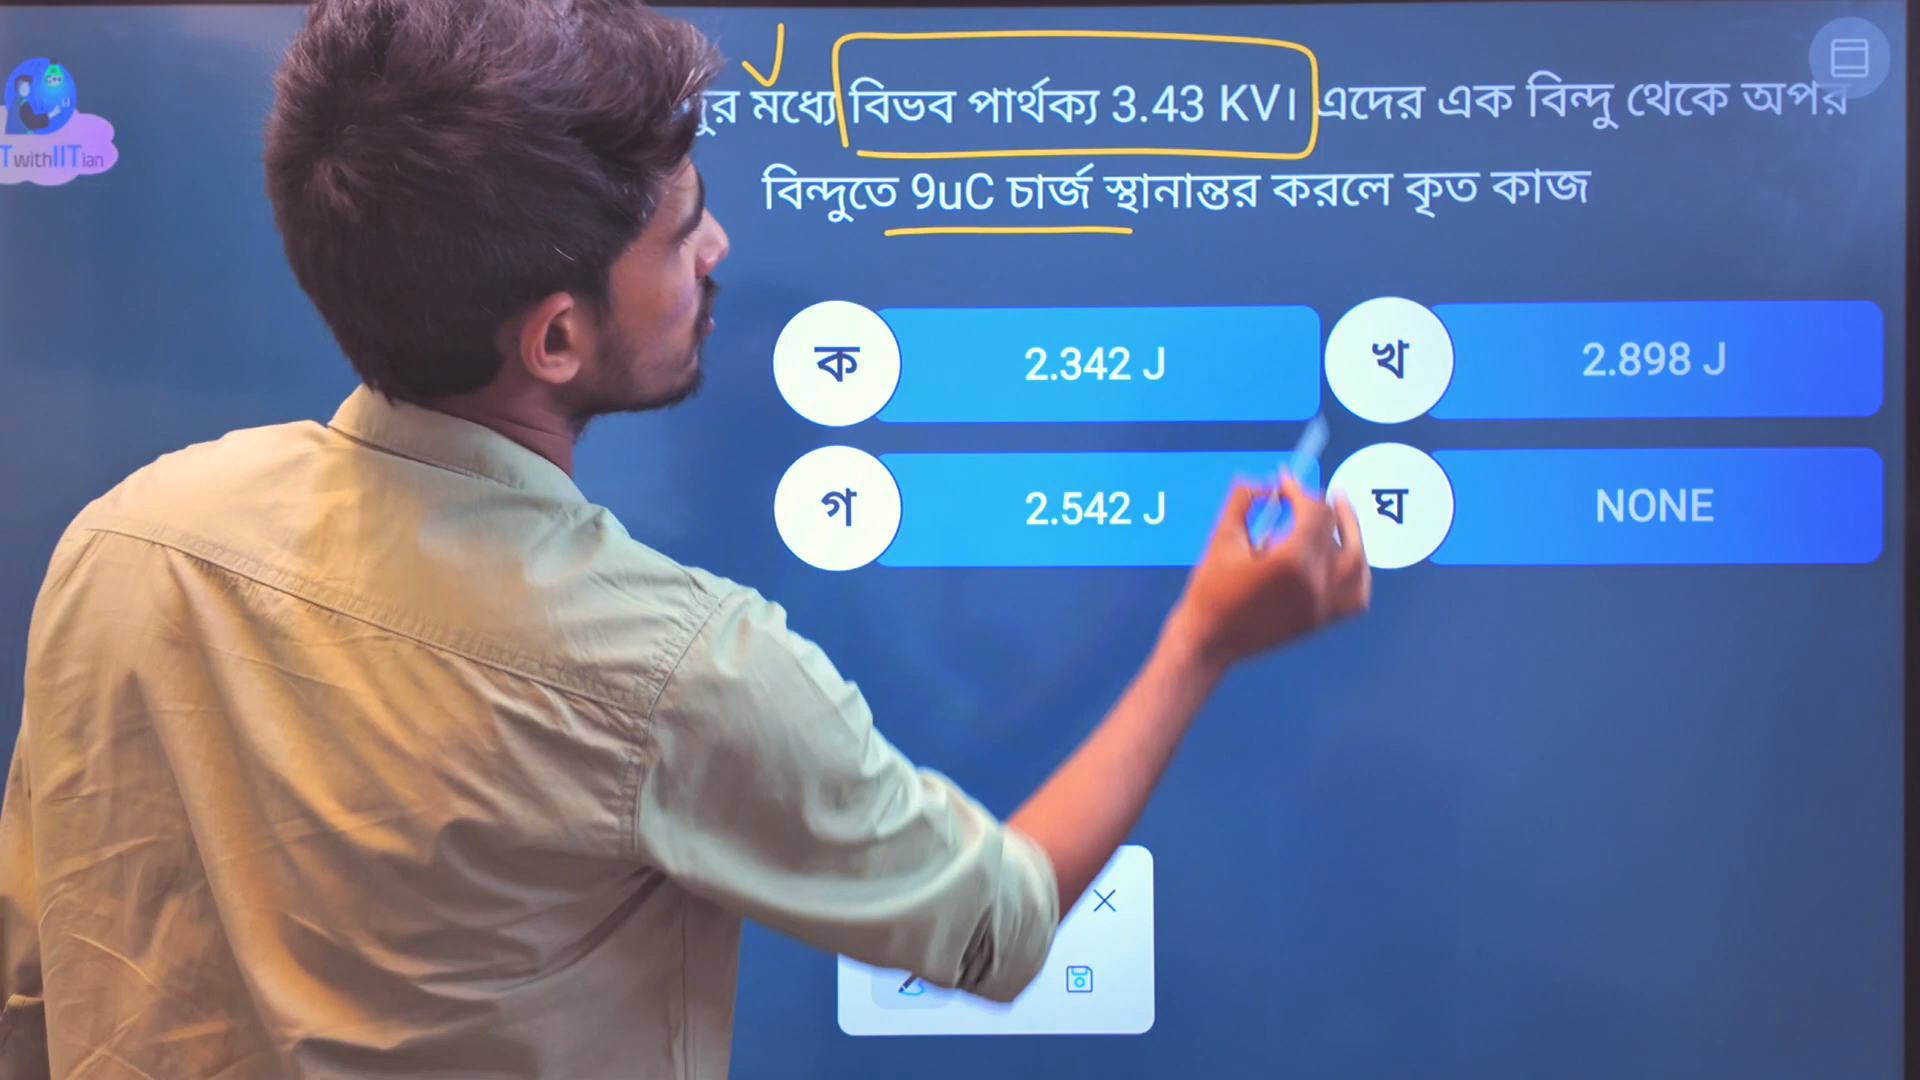 মধ্যে বিভব পার্থক্য 3.43 KV। এদের এক বিন্দু থেকে অপর
বিন্দুতে 9uC চার্জ স্থানান্তর করলে কৃত কাজ
ক 2.342 J
খ 2.898 J
গ 2.542 J
ঘ NONE
TwithIITian